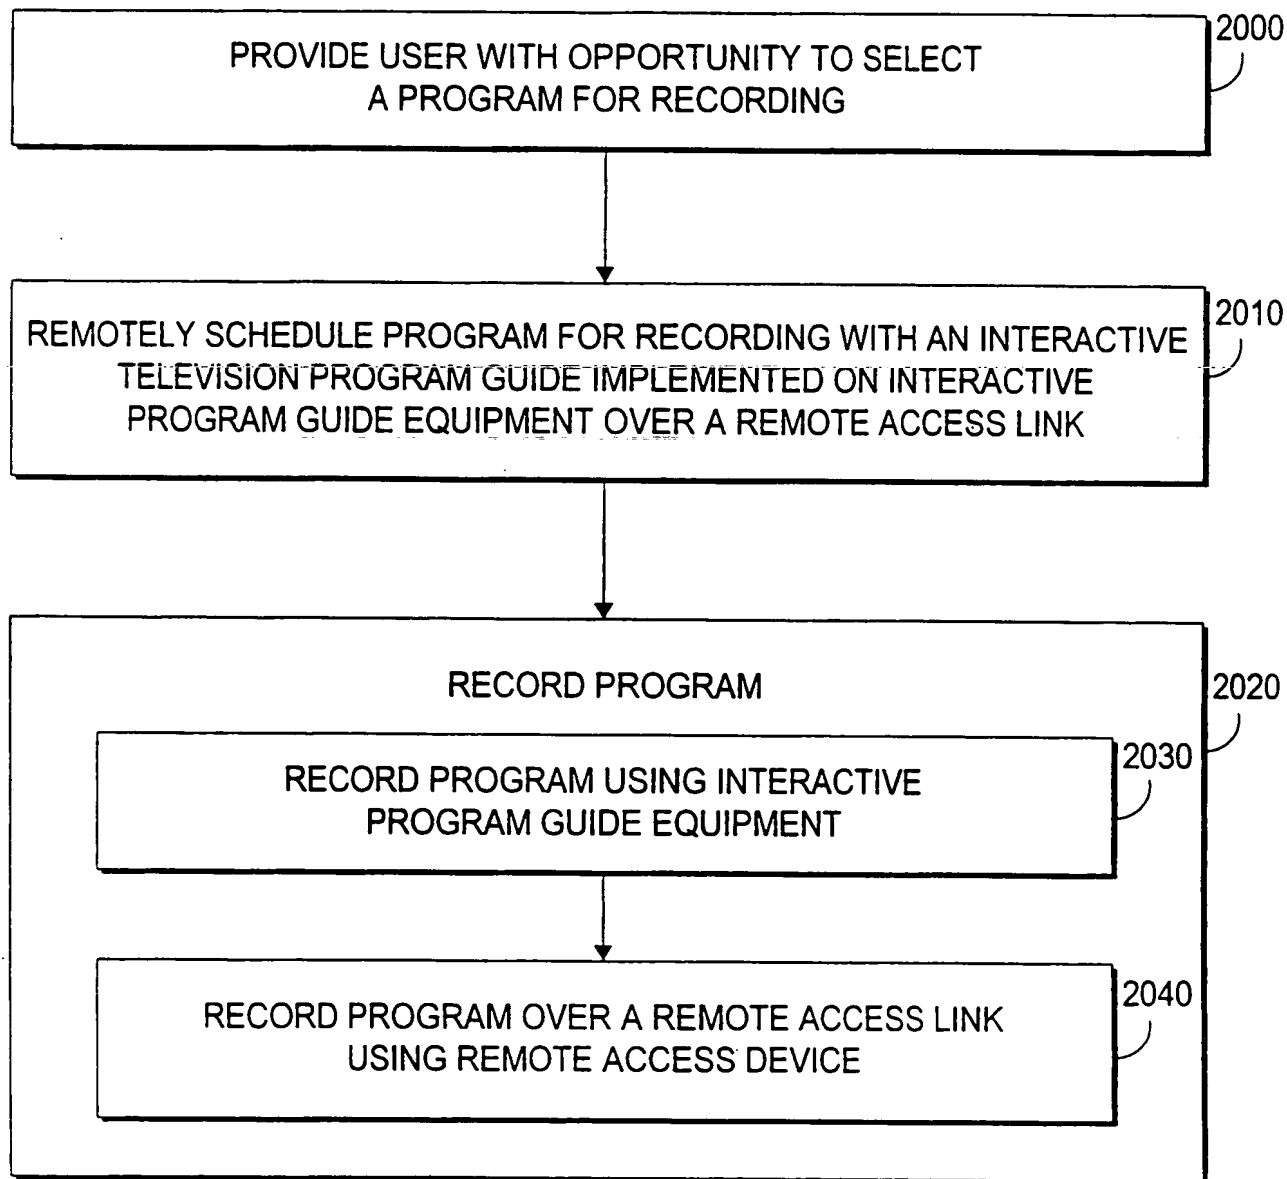 PROVIDE USER WITH OPPORTUNITY TO SELECT
A PROGRAM FOR RECORDING
2000
REMOTELY SCHEDULE PROGRAM FOR RECORDING WITH AN INTERACTIVE
TELEVISION PROGRAM GUIDE IMPLEMENTED ON INTERACTIVE
PROGRAM GUIDE EQUIPMENT OVER A REMOTE ACCESS LINK
2010
RECORD PROGRAM
2020
RECORD PROGRAM USING INTERACTIVE
PROGRAM GUIDE EQUIPMENT
2030
RECORD PROGRAM OVER A REMOTE ACCESS LINK
USING REMOTE ACCESS DEVICE
2040